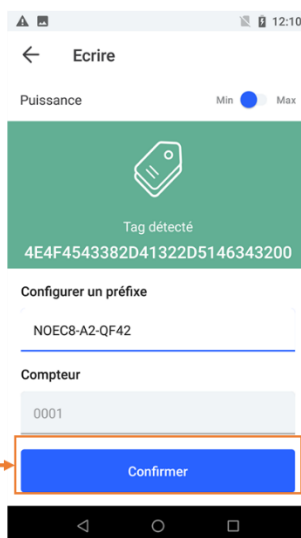 12:10
Ecrire
Puissance Min Max
Tag détecté
4E4F4543382D41322D5146343200
Configurer un préfixe
NOEC8-A2-QF42
Compteur
0001
Confirmer